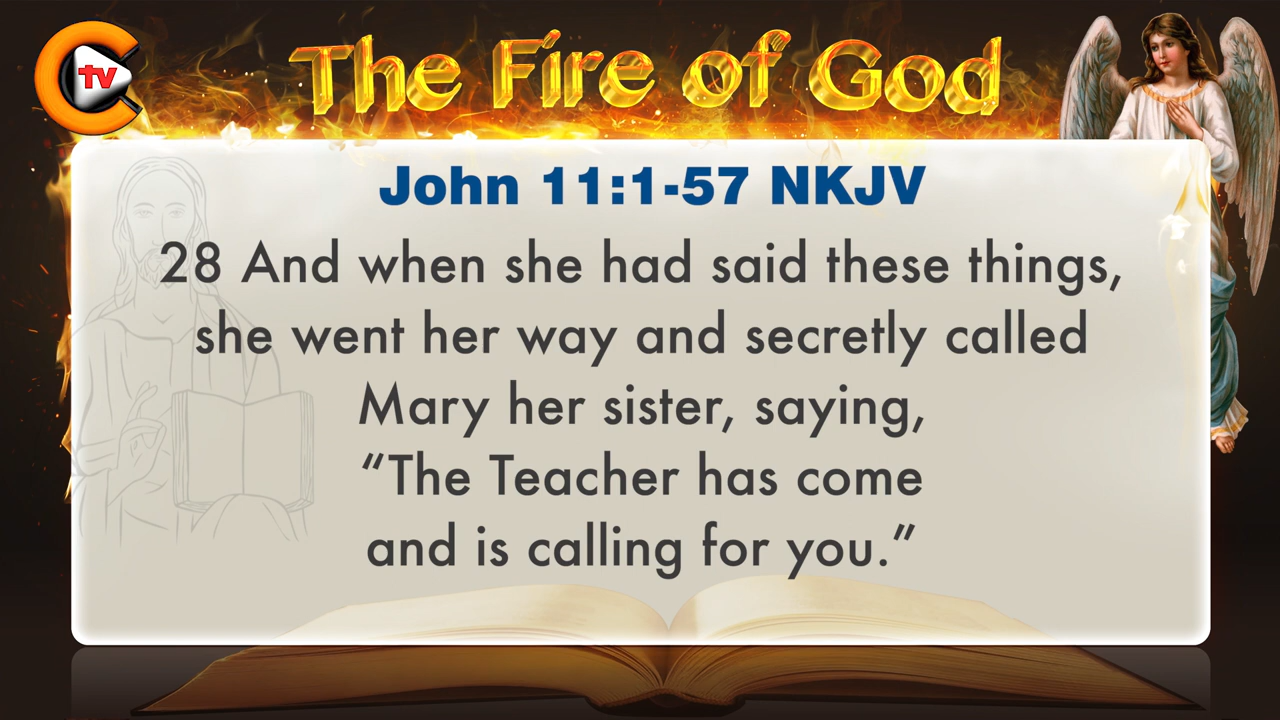 tv
The Fire of God
John 11:1-57 NKJV
28 And when she had said these things,
she went her way and secretly called
Mary her sister, saying,
“The Teacher has come
and is calling for you.”